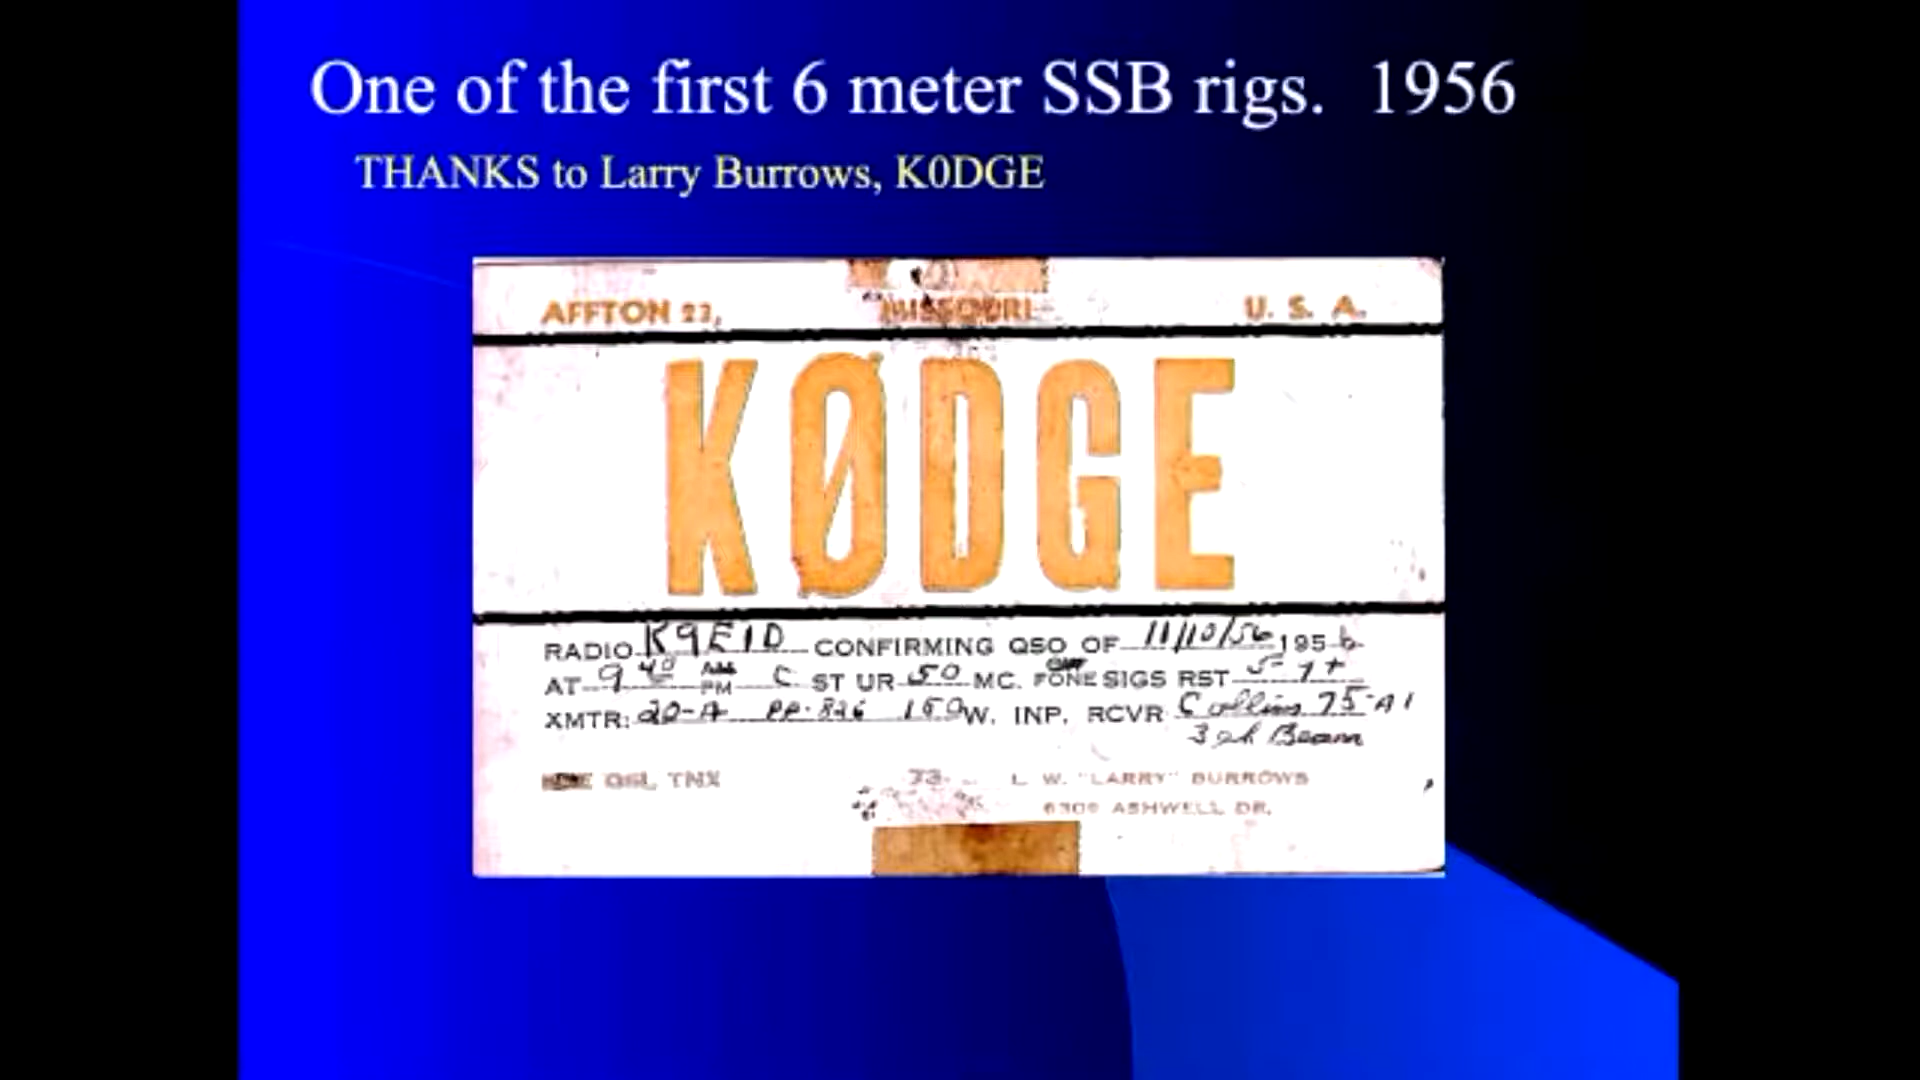 One of the first 6 meter SSB rigs. 1956
THANKS to Larry Burrows, K0DGE
AFFTON 23, MISSOURI U. S. A.
KØDGE
RADIO K9EID CONFIRMING QSO OF 11/10/56 1956
AT 9 40 PM C ST UR 50 MC. FONE SIGS RST 5-9+
XMTR: 20-A PP-826 150 W. INP. RCVR Collins 75-A1
3 el Beam
QSL TNX 73 L. W. "LARRY" BURROWS
6309 ASHWELL DR.